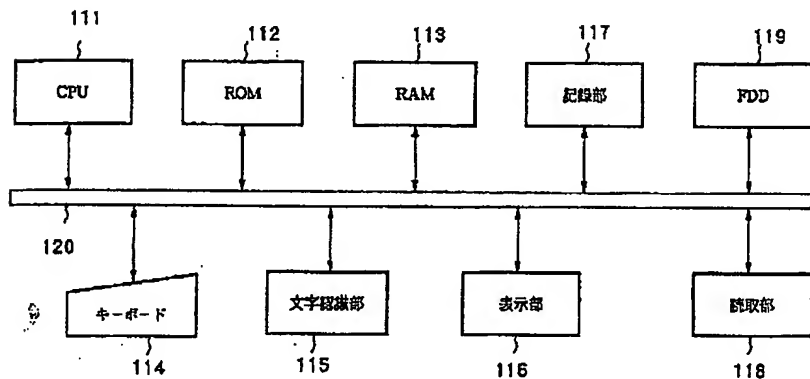 111
112
113
117
119
CPU
ROM
RAM
記録部
FDD
120
キーボード
文字認識部
表示部
読取部
114
115
116
118